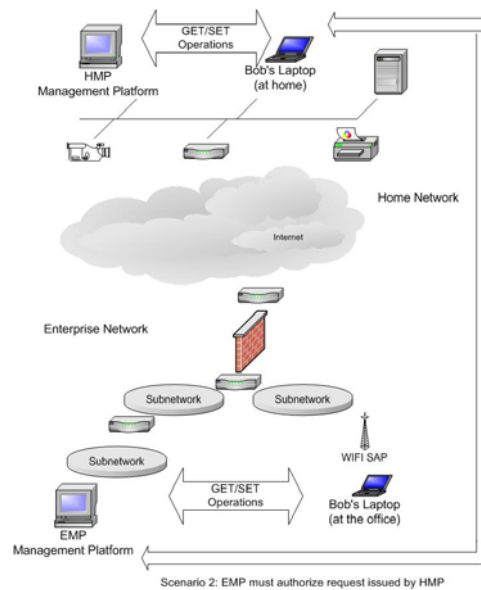 GET/SET
Operations
HMP
Management Platform
Bob's Laptop
(at home)
Home Network
Internet
Enterprise Network
Subnetwork
Subnetwork
WIFI SAP
Subnetwork
GET/SET
Operations
Bob's Laptop
(at the office)
EMP
Management Platform
Scenario 2: EMP must authorize request issued by HMP